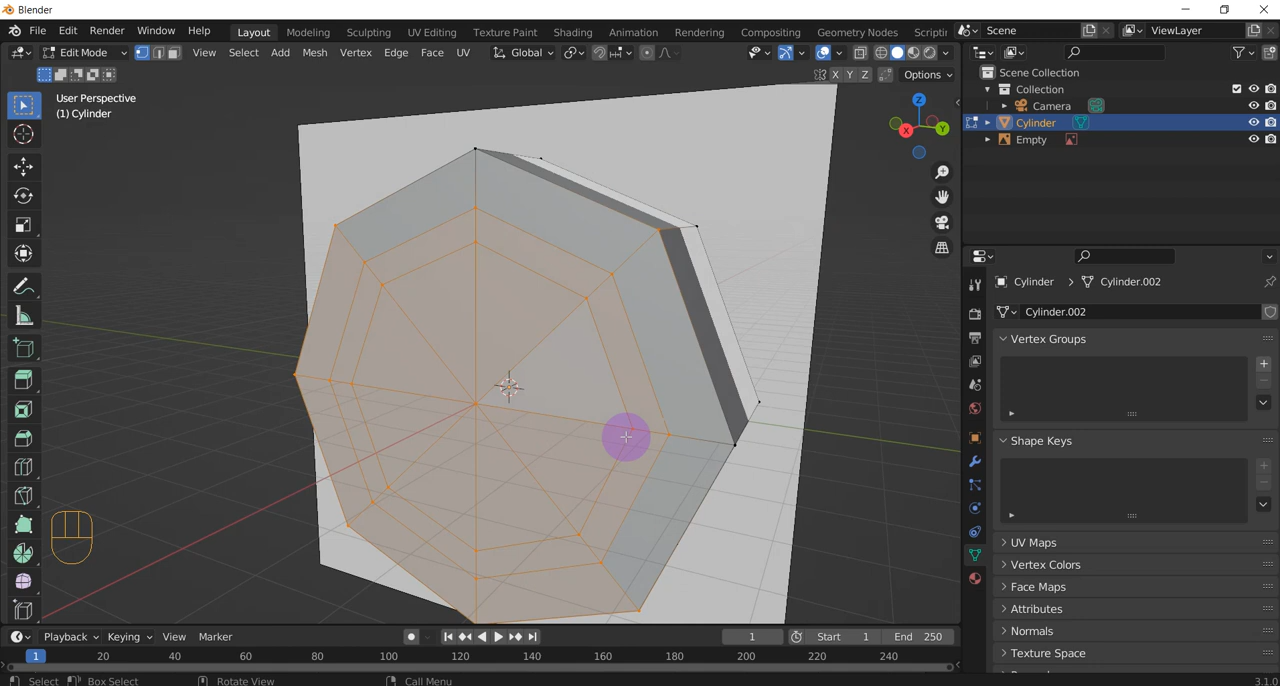 Blender
File Edit Render Window Help
Layout Modeling Sculpting UV Editing Texture Paint Shading Animation Rendering Compositing Geometry Nodes Scriptin
Scene
ViewLayer
Edit Mode View Select Add Mesh Vertex Edge Face UV Global
X Y Z Options
User Perspective
(1) Cylinder
Z
Y
X
Scene Collection
Collection
Camera
Cylinder
Empty
Cylinder > Cylinder.002
Cylinder.002
Vertex Groups
Shape Keys
UV Maps
Vertex Colors
Face Maps
Attributes
Normals
Texture Space
Playback Keying View Marker
1 Start 1 End 250
1 20 40 60 80 100 120 140 160 180 200 220 240
Select Box Select Rotate View Call Menu
3.1.0